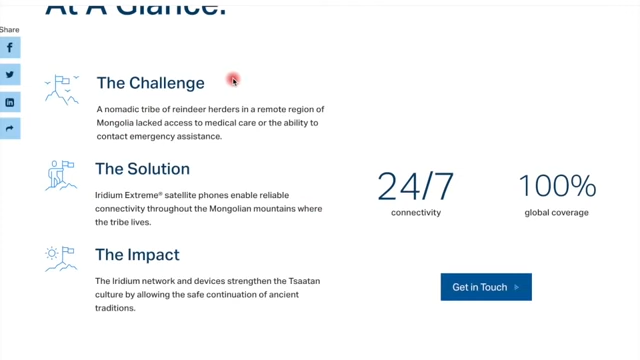 At A Glance:
Share
The Challenge
A nomadic tribe of reindeer herders in a remote region of
Mongolia lacked access to medical care or the ability to
contact emergency assistance.
The Solution
Iridium Extreme® satellite phones enable reliable
connectivity throughout the Mongolian mountains where
the tribe lives.
The Impact
The Iridium network and devices strengthen the Tsaatan
culture by allowing the safe continuation of ancient
traditions.
24/7
connectivity
100%
global coverage
Get in Touch